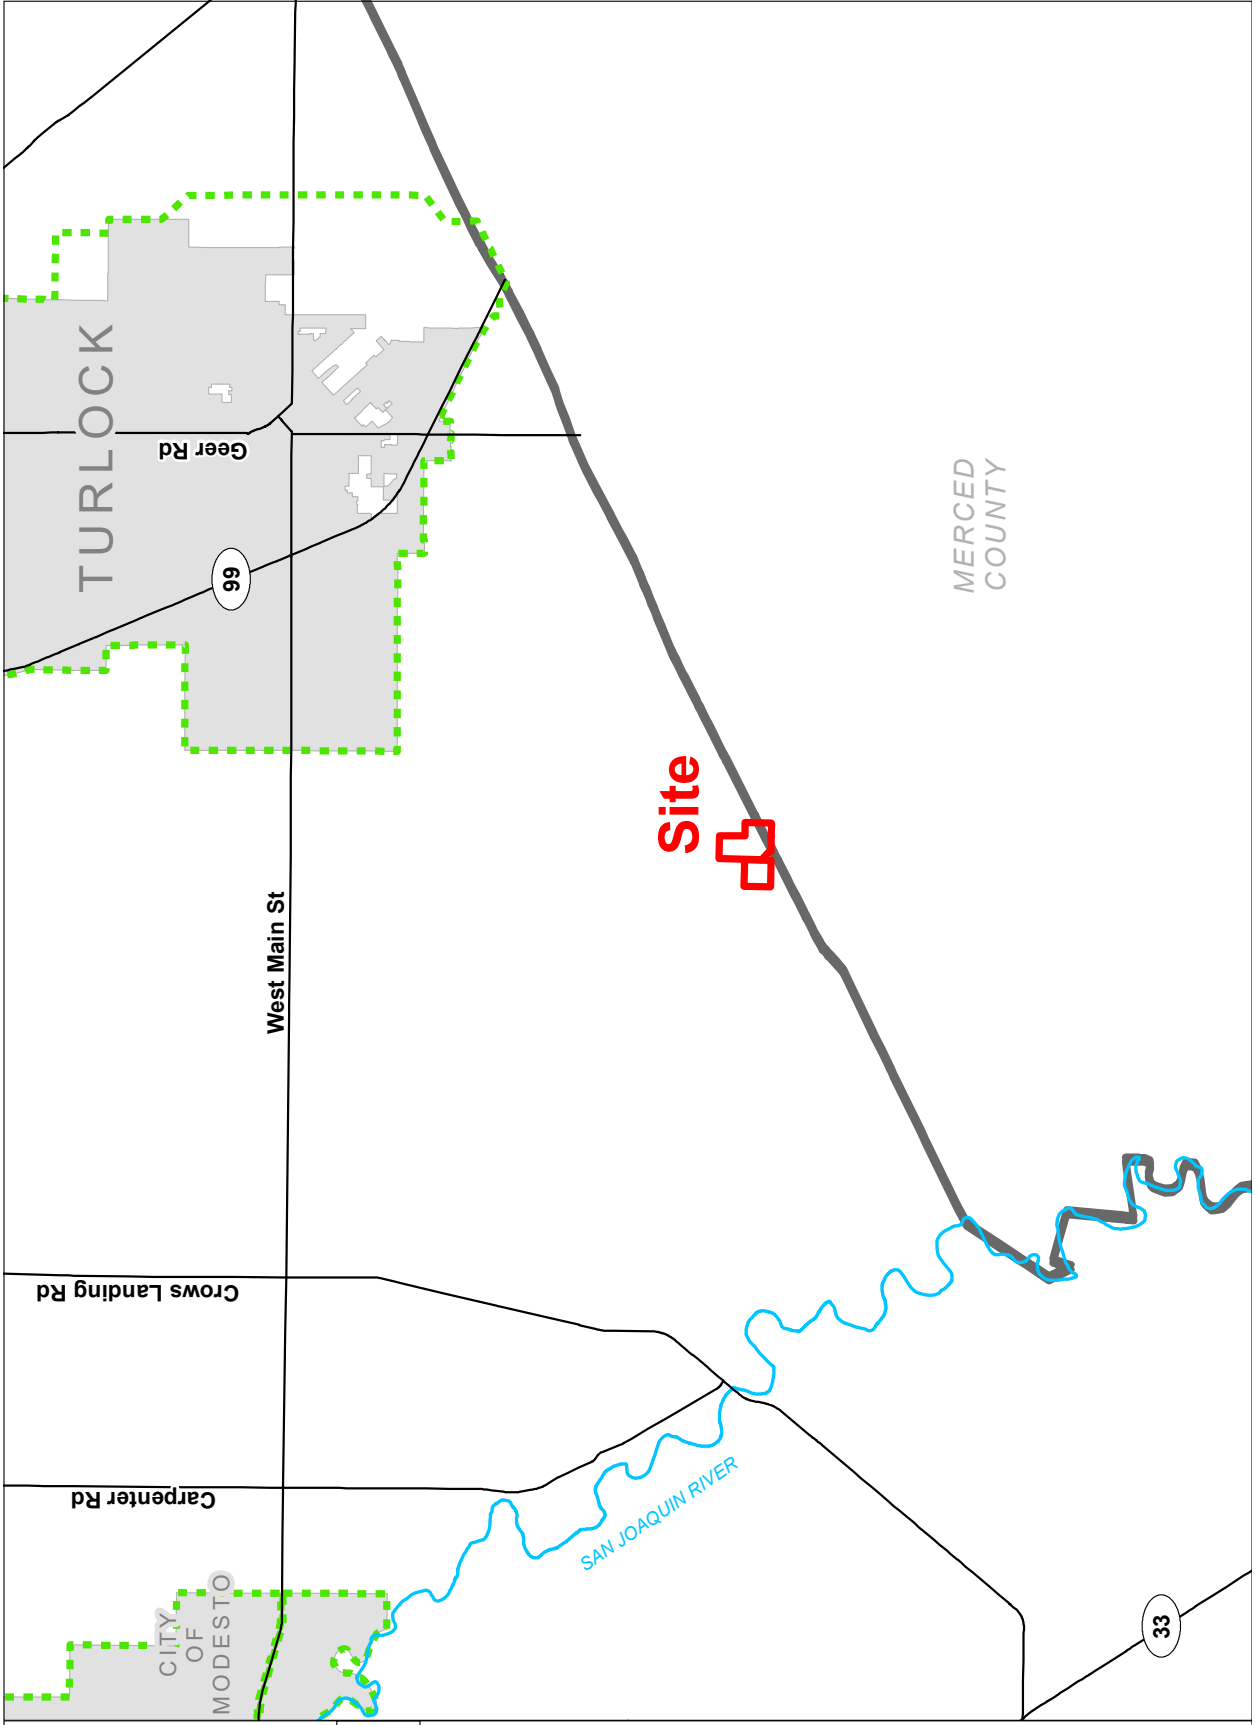 TURLOCK
Geer Rd
99
MERCED
COUNTY
Site
West Main St
Crows Landing Rd
Carpenter Rd
SAN JOAQUIN RIVER
CITY
OF
MODESTO
33